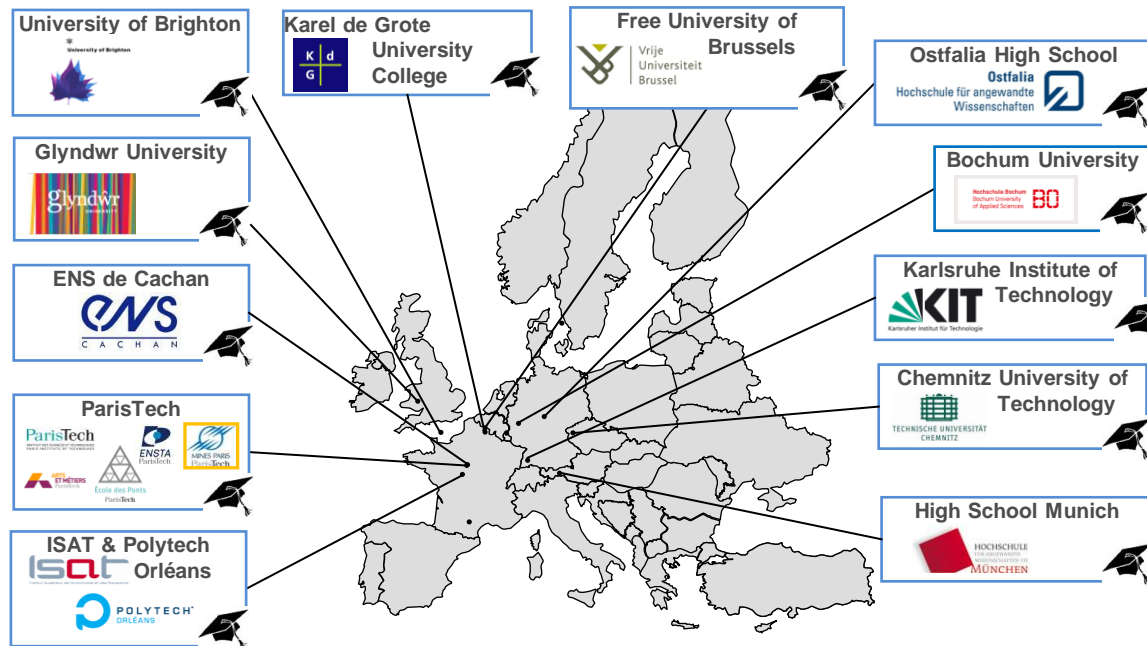 University of Brighton
University of Brighton
Karel de Grote
University
College
K d
G
Free University of
Brussels
Vrije
Universiteit
Brussel
Ostfalia High School
Ostfalia
Hochschule für angewandte
Wissenschaften
Glyndwr University
glyndŵr
UNIVERSITY
Bochum University
Hochschule Bochum
Bochum University
of Applied Sciences
BO
ENS de Cachan
ENS
CACHAN
Karlsruhe Institute of
Technology
KIT
Karlsruher Institut für Technologie
ParisTech
ParisTech
ENSTA
ParisTech
MINES PARIS
ParisTech
ARTS
ET MÉTIERS
ParisTech
École des Ponts
ParisTech
Chemnitz University of
Technology
TECHNISCHE UNIVERSITÄT
CHEMNITZ
ISAT & Polytech
Orléans
Isat
POLYTECH
ORLÉANS
High School Munich
HOCHSCHULE
FÜR ANGEWANDTE
WISSENSCHAFTEN
MÜNCHEN